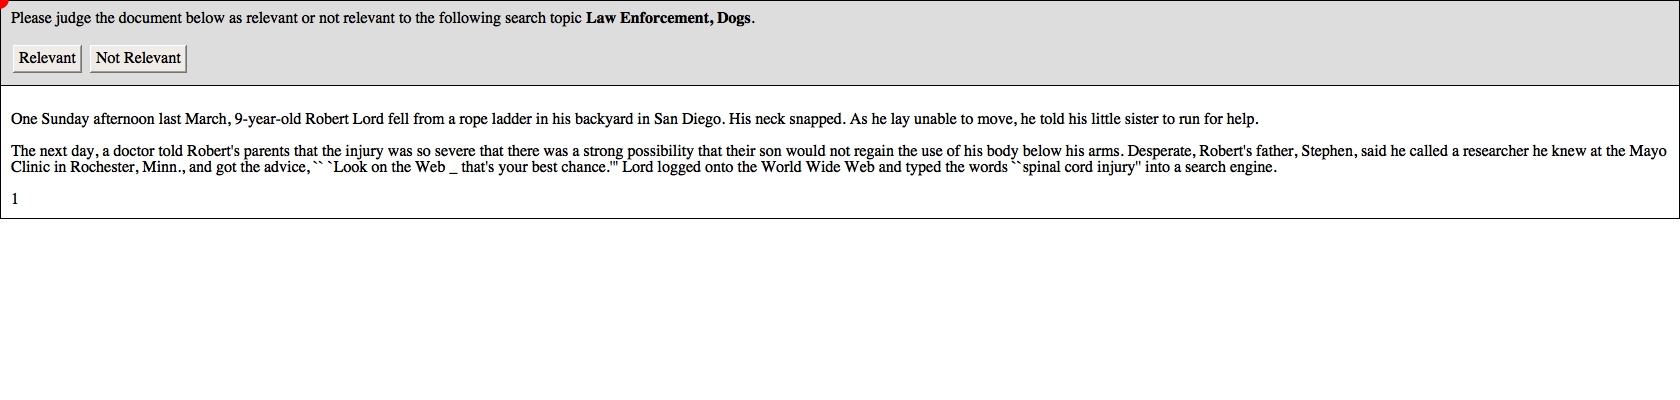 Please judge the document below as relevant or not relevant to the following search topic Law Enforcement, Dogs.
Relevant Not Relevant
One Sunday afternoon last March, 9-year-old Robert Lord fell from a rope ladder in his backyard in San Diego. His neck snapped. As he lay unable to move, he told his little sister to run for help.
The next day, a doctor told Robert's parents that the injury was so severe that there was a strong possibility that their son would not regain the use of his body below his arms. Desperate, Robert's father, Stephen, said he called a researcher he knew at the Mayo
Clinic in Rochester, Minn., and got the advice, `` `Look on the Web _ that's your best chance.''' Lord logged onto the World Wide Web and typed the words ``spinal cord injury'' into a search engine.
1